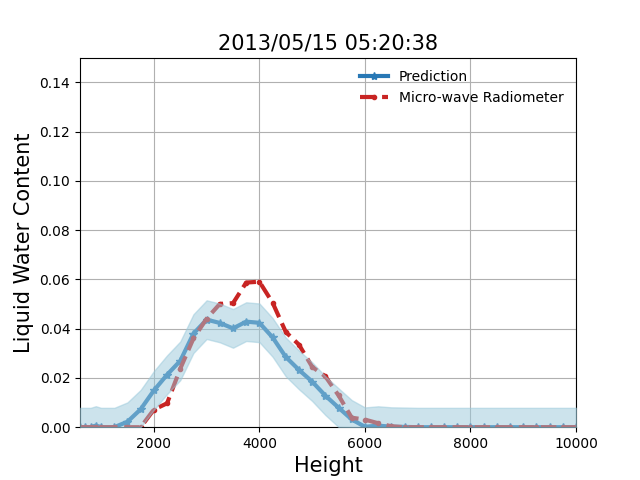 2013/05/15 05:20:38
Prediction
Micro-wave Radiometer
Liquid Water Content
0.14
0.12
0.10
0.08
0.06
0.04
0.02
0.00
2000 4000 6000 8000 10000
Height